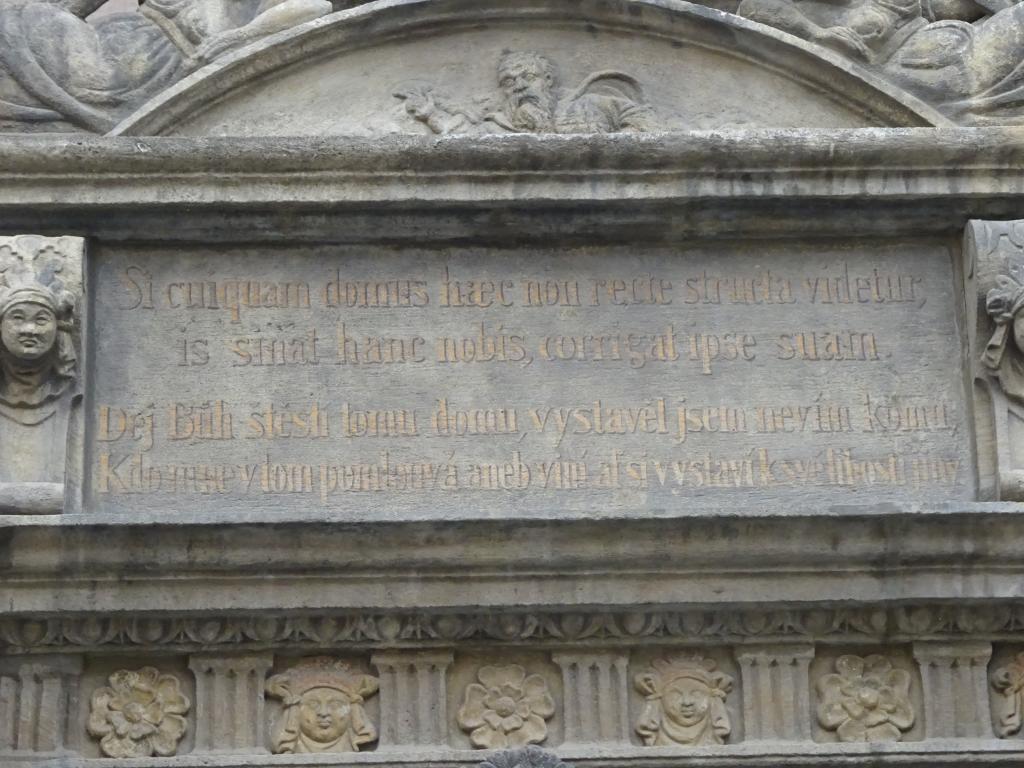 Si cuiquam domus hæc non recte structa videtur,
is sinat hanc nobis, corrigat ipse suam.
Dej Bůh štěstí tomu domu, vystavěl jsem nevím komu,
Kdo mne v tom pomlouvá aneb viní ať si vystaví k své libosti jiný.